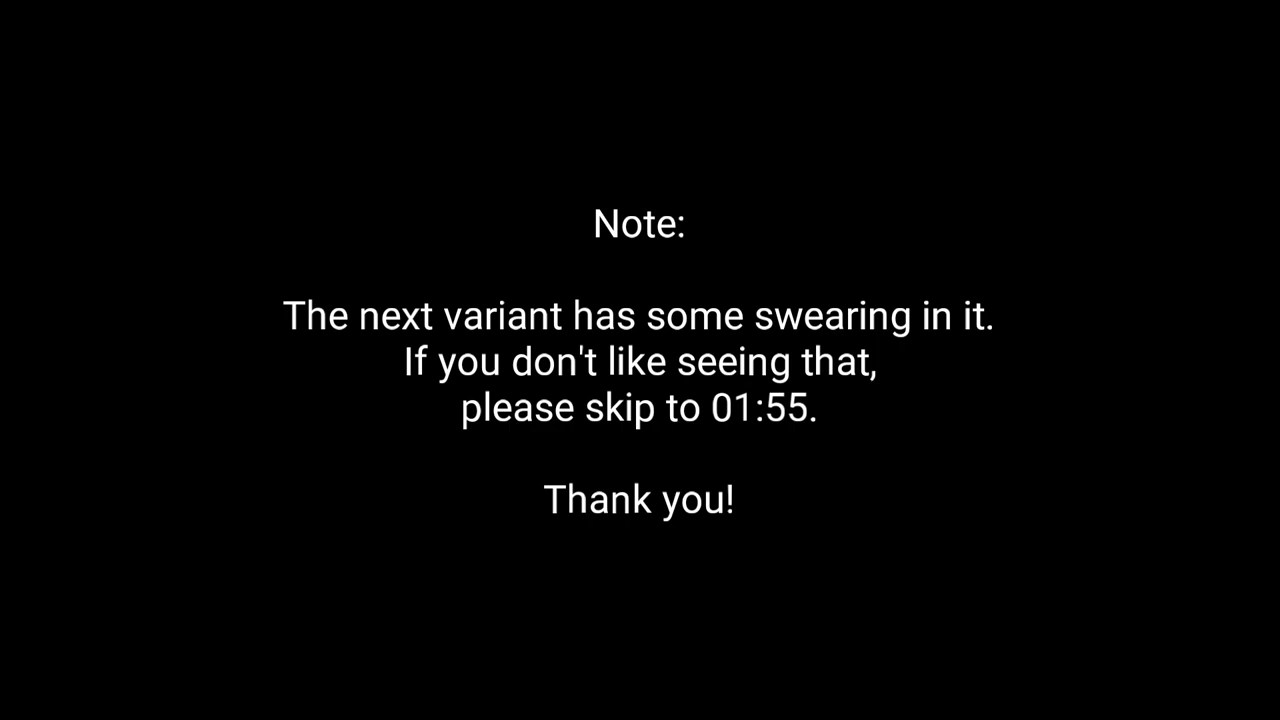 Note:
The next variant has some swearing in it.
If you don't like seeing that,
please skip to 01:55.
Thank you!